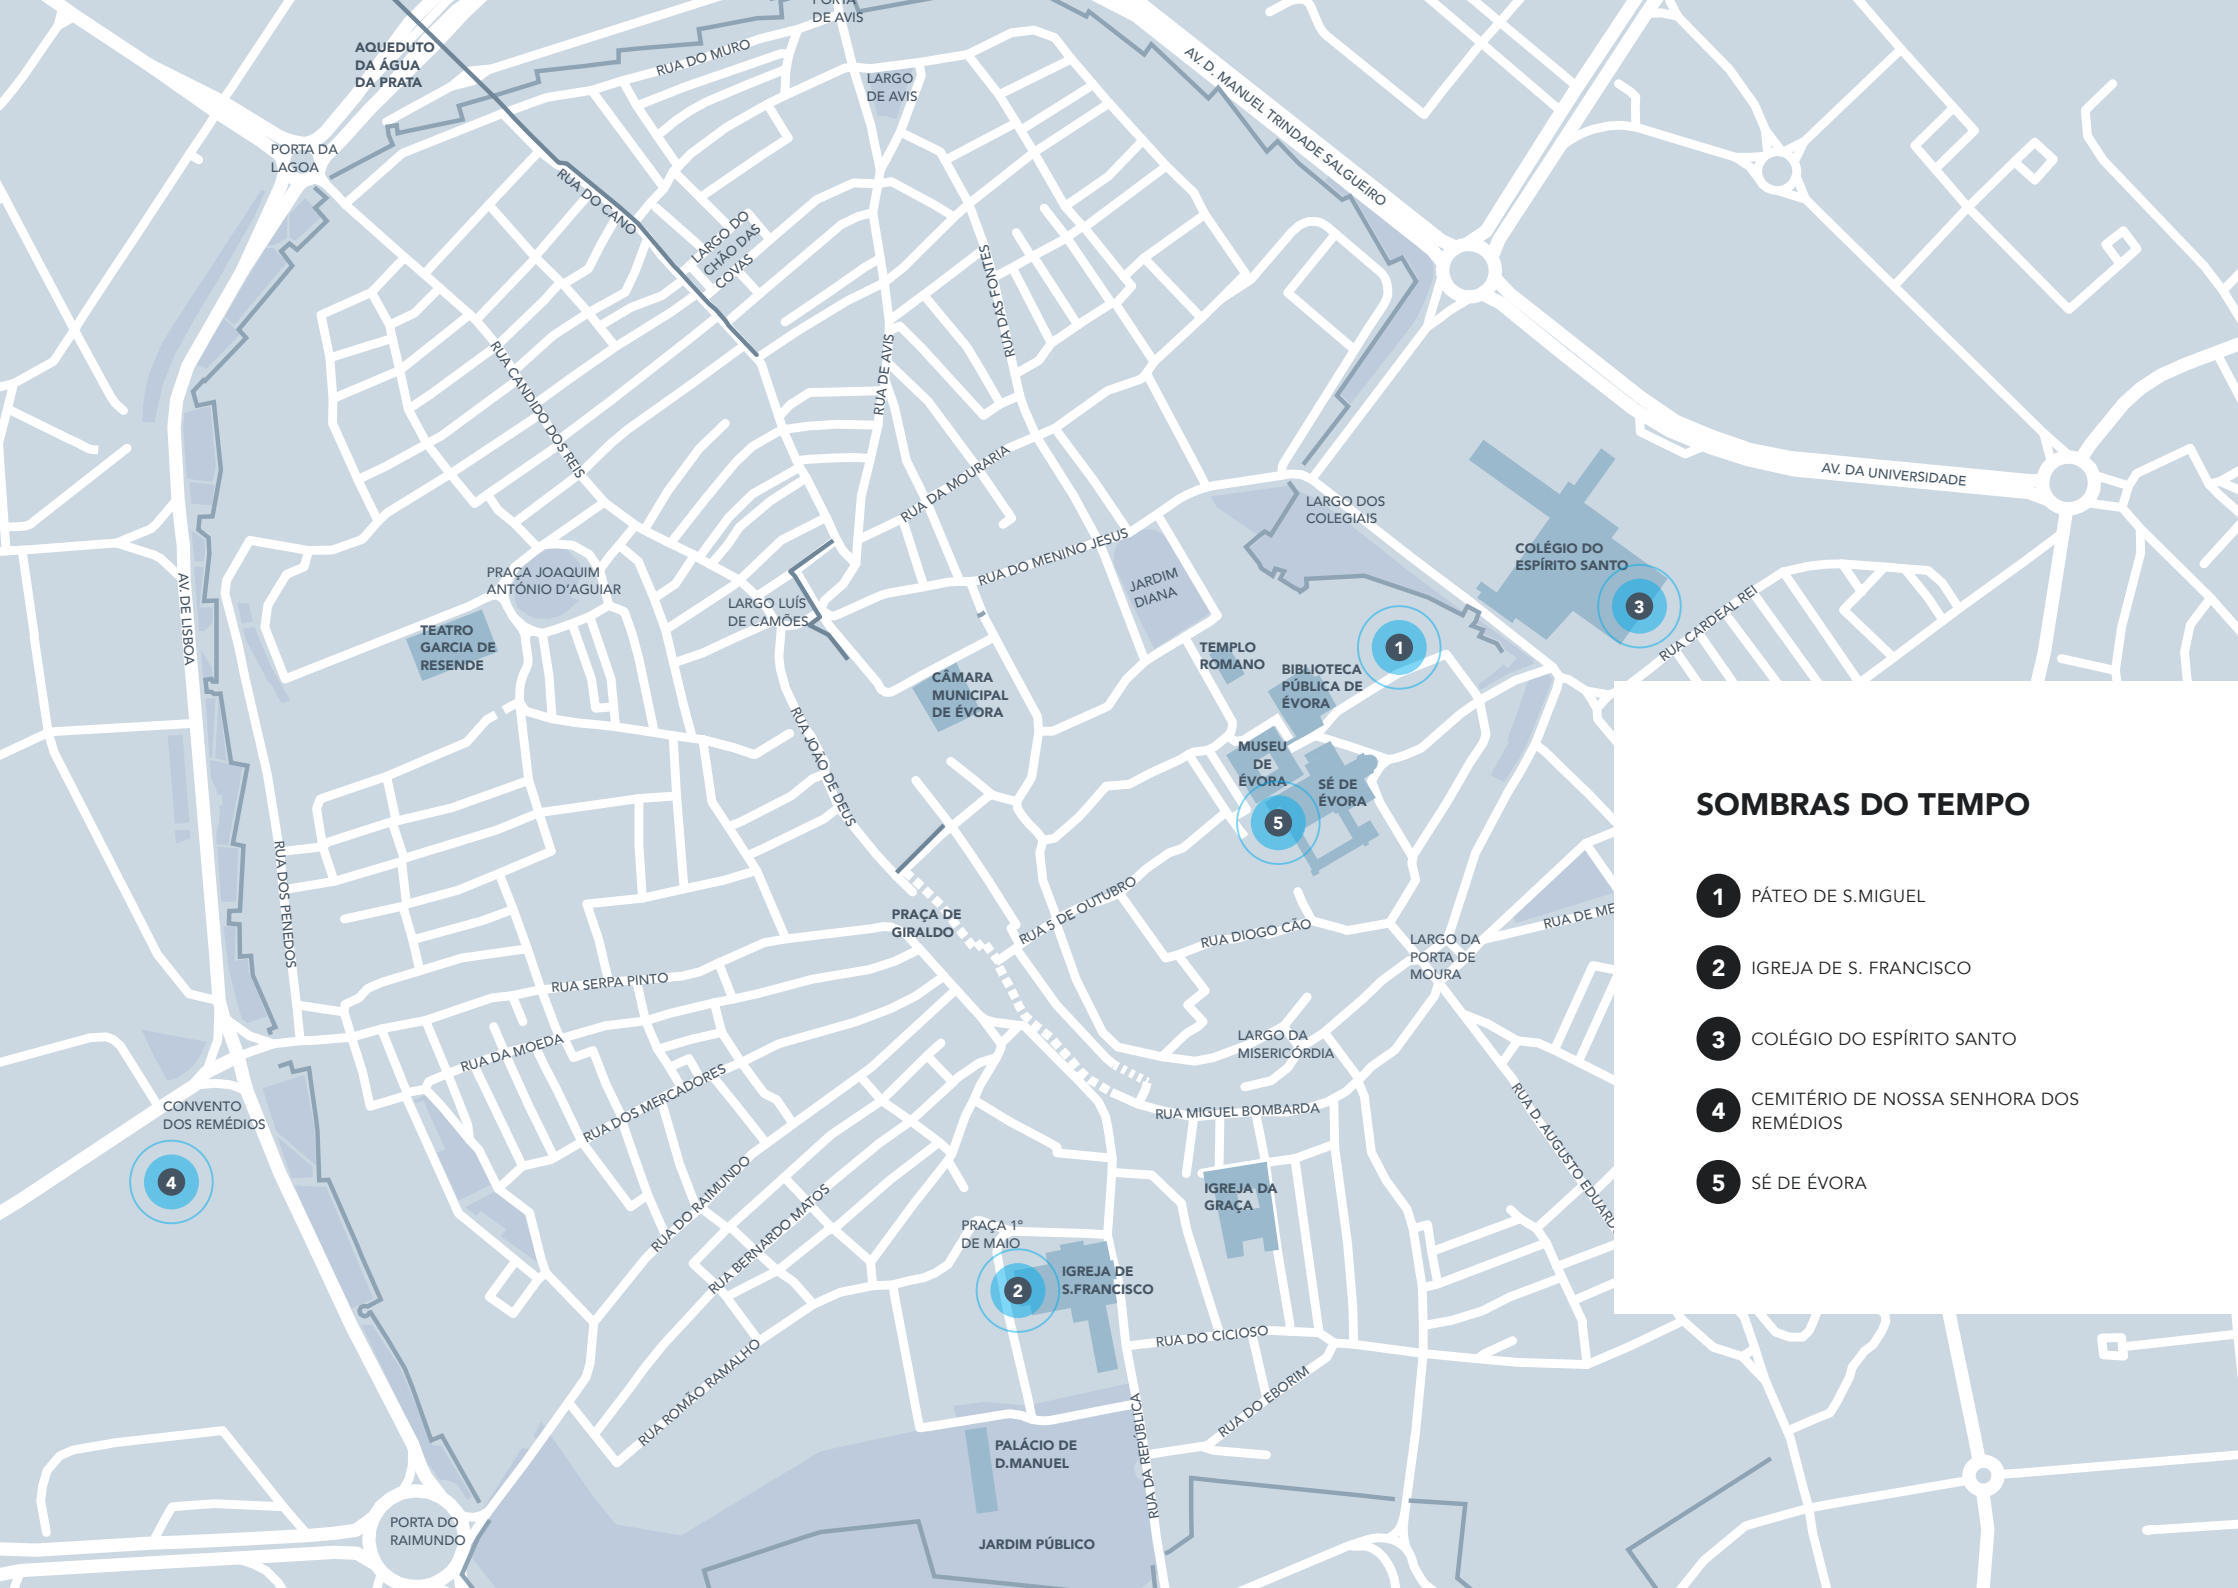 PORTA
DE AVIS
AQUEDUTO
DA ÁGUA
DA PRATA
RUA DO MURO
LARGO
DE AVIS
AV. D. MANUEL TRINDADE SALGUEIRO
PORTA DA
LAGOA
RUA DO CANO
LARGO DO
CHÃO DAS
COVAS
RUA DAS FONTES
RUA DE AVIS
RUA CANDIDO DOS REIS
RUA DA MOURARIA
AV. DA UNIVERSIDADE
LARGO DOS
COLEGIAIS
COLÉGIO DO
ESPÍRITO SANTO
3
RUA CARDEAL REI
RUA DO MENINO JESUS
JARDIM
DIANA
PRAÇA JOAQUIM
ANTÓNIO D'AGUIAR
LARGO LUÍS
DE CAMÕES
AV. DE LISBOA
TEATRO
GARCIA DE
RESENDE
CÂMARA
MUNICIPAL
DE ÉVORA
TEMPLO
ROMANO
BIBLIOTECA
PÚBLICA DE
ÉVORA
1
MUSEU
DE
ÉVORA
SÉ DE
ÉVORA
5
RUA JOÃO DE DEUS
RUA DOS PENEDOS
PRAÇA DE
GIRALDO
RUA 5 DE OUTUBRO
RUA DIOGO CÃO
LARGO DA
PORTA DE
MOURA
RUA DE ME
RUA SERPA PINTO
RUA DA MOEDA
RUA DOS MERCADORES
LARGO DA
MISERICÓRDIA
RUA MIGUEL BOMBARDA
RUA D. AUGUSTO EDUARD
CONVENTO
DOS REMÉDIOS
4
RUA DO RAIMUNDO
RUA BERNARDO MATOS
IGREJA DA
GRAÇA
PRAÇA 1º
DE MAIO
2
IGREJA DE
S.FRANCISCO
RUA DO CICIOSO
RUA ROMÃO RAMALHO
RUA DO EBORIM
RUA DA REPÚBLICA
PALÁCIO DE
D.MANUEL
PORTA DO
RAIMUNDO
JARDIM PÚBLICO
SOMBRAS DO TEMPO
1 PÁTEO DE S.MIGUEL
2 IGREJA DE S. FRANCISCO
3 COLÉGIO DO ESPÍRITO SANTO
4 CEMITÉRIO DE NOSSA SENHORA DOS
REMÉDIOS
5 SÉ DE ÉVORA